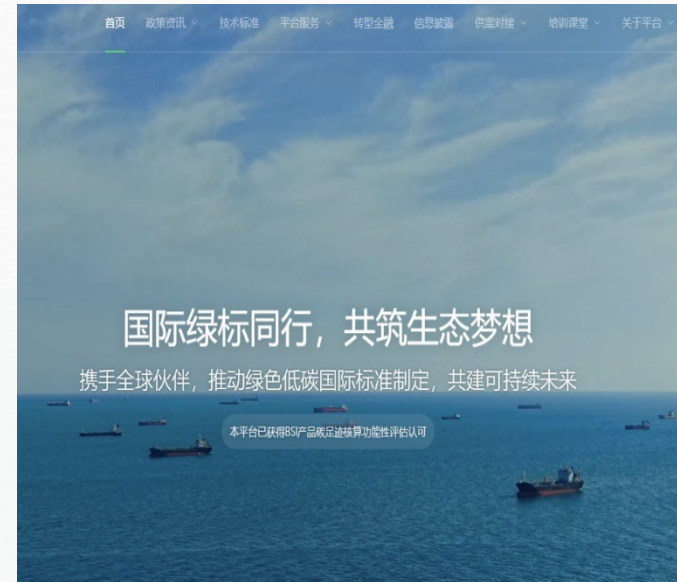 首页 政策资讯 技术标准 平台服务 转型金融 信息披露 供需对接 培训课堂 关于平台
国际绿标同行，共筑生态梦想
携手全球伙伴，推动绿色低碳国际标准制定，共建可持续未来
本平台已获得BSI产品碳足迹核算功能性评估认可